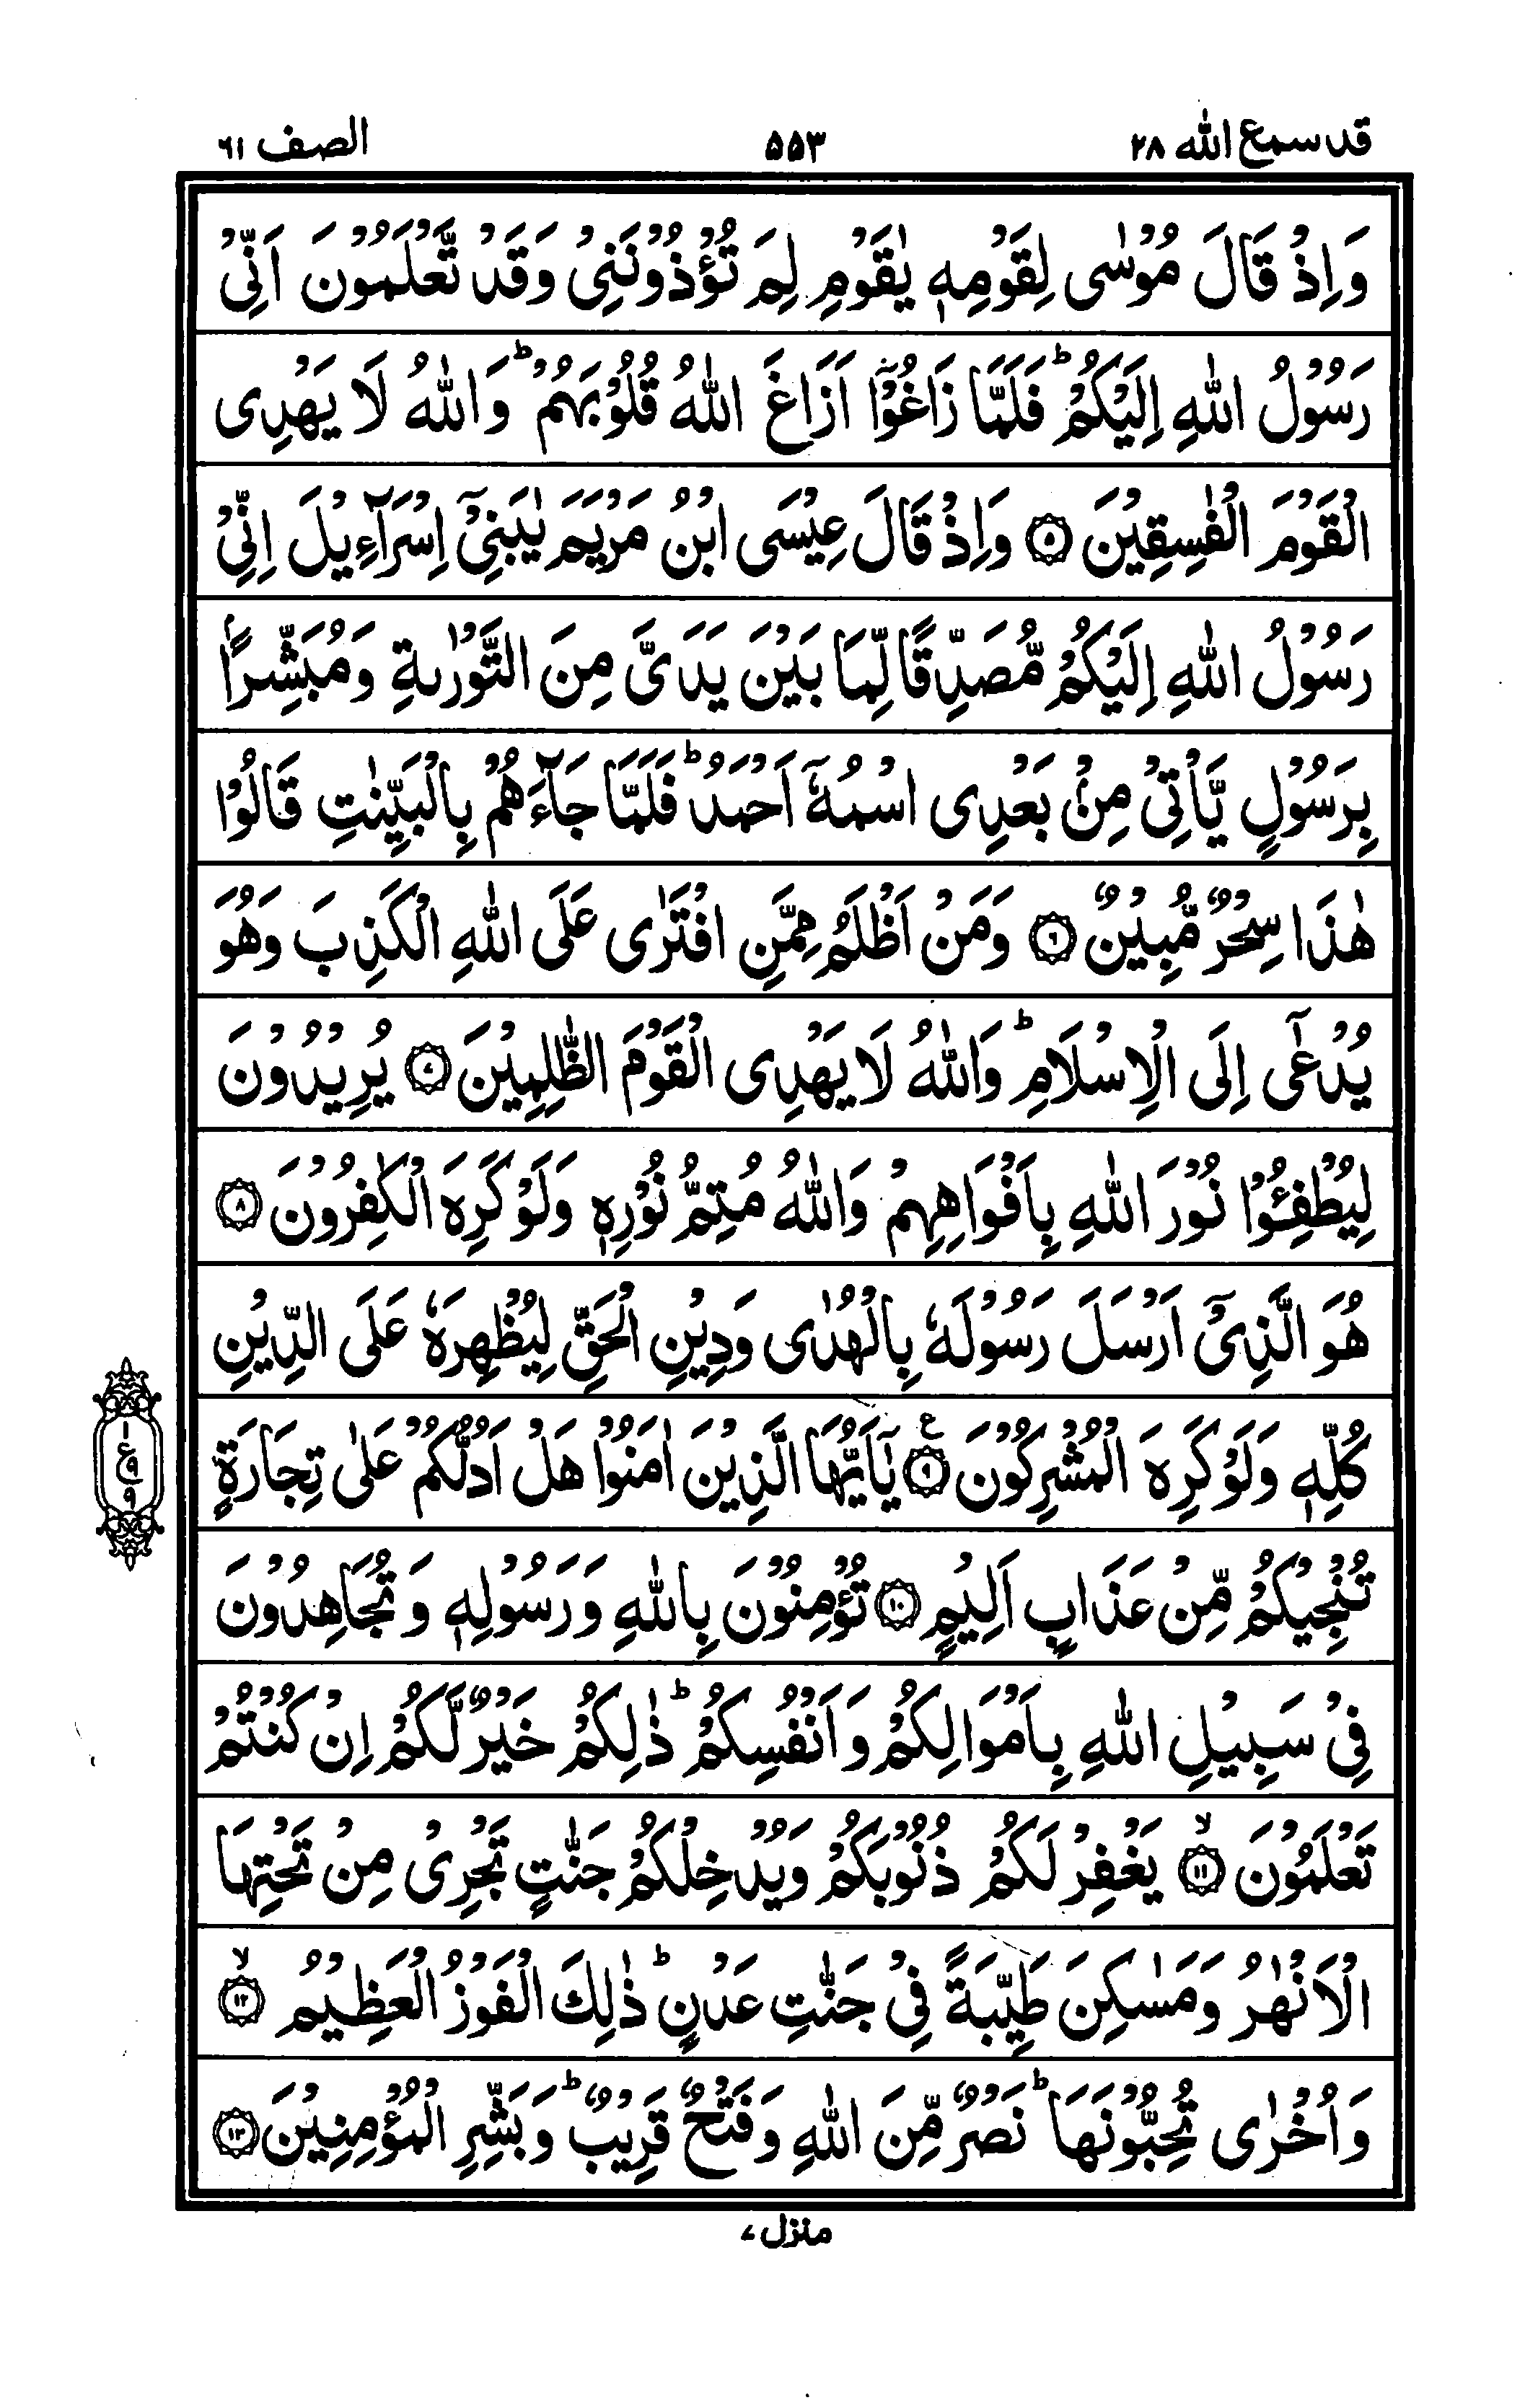 قد سمع الله ٢٨
٥٥٣
الصف ٦١
وَاِذۡ قَالَ مُوۡسٰى لِقَوۡمِهٖ يٰقَوۡمِ لِمَ تُؤۡذُوۡنَنِىۡ وَقَدۡ تَّعۡلَمُوۡنَ اَنِّىۡ
رَسُوۡلُ اللّٰهِ اِلَيۡكُمۡ ؕ فَلَمَّا زَاغُوۡۤا اَزَاغَ اللّٰهُ قُلُوۡبَهُمۡ ؕ وَاللّٰهُ لَا يَهۡدِى
الۡقَوۡمَ الۡفٰسِقِيۡنَ ۝٥ وَاِذۡ قَالَ عِيۡسَى ابۡنُ مَرۡيَمَ يٰبَنِىۡۤ اِسۡرَآءِيۡلَ اِنِّىۡ
رَسُوۡلُ اللّٰهِ اِلَيۡكُمۡ مُّصَدِّقًا لِّمَا بَيۡنَ يَدَىَّ مِنَ التَّوۡرٰٮةِ وَمُبَشِّرًۢا
بِرَسُوۡلٍ يَّاۡتِىۡ مِنۡۢ بَعۡدِى اسۡمُهٗۤ اَحۡمَدُ ؕ فَلَمَّا جَآءَهُمۡ بِالۡبَيِّنٰتِ قَالُوۡا
هٰذَا سِحۡرٌ مُّبِيۡنٌ ۝٦ وَمَنۡ اَظۡلَمُ مِمَّنِ افۡتَرٰى عَلَى اللّٰهِ الۡكَذِبَ وَهُوَ
يُدۡعٰٓى اِلَى الۡاِسۡلَامِ ؕ وَاللّٰهُ لَا يَهۡدِى الۡقَوۡمَ الظّٰلِمِيۡنَ ۝٧ يُرِيۡدُوۡنَ
لِيُطۡفِـُٔوۡا نُوۡرَ اللّٰهِ بِاَفۡوَاهِهِمۡ وَاللّٰهُ مُتِمُّ نُوۡرِهٖ وَلَوۡ كَرِهَ الۡكٰفِرُوۡنَ ۝٨
هُوَ الَّذِىۡۤ اَرۡسَلَ رَسُوۡلَهٗ بِالۡهُدٰى وَدِيۡنِ الۡحَقِّ لِيُظۡهِرَهٗ عَلَى الدِّيۡنِ
كُلِّهٖ وَلَوۡ كَرِهَ الۡمُشۡرِكُوۡنَ ۝٩ ع يٰۤاَيُّهَا الَّذِيۡنَ اٰمَنُوۡا هَلۡ اَدُلُّكُمۡ عَلٰى تِجَارَةٍ
١
ع ٩
٩
تُنۡجِيۡكُمۡ مِّنۡ عَذَابٍ اَلِيۡمٍ ۝١٠ تُؤۡمِنُوۡنَ بِاللّٰهِ وَرَسُوۡلِهٖ وَتُجَاهِدُوۡنَ
فِىۡ سَبِيۡلِ اللّٰهِ بِاَمۡوَالِكُمۡ وَاَنۡفُسِكُمۡ ؕ ذٰلِكُمۡ خَيۡرٌ لَّكُمۡ اِنۡ كُنۡتُمۡ
تَعۡلَمُوۡنَ ۝١١ ۙ يَغۡفِرۡ لَكُمۡ ذُنُوۡبَكُمۡ وَيُدۡخِلۡكُمۡ جَنّٰتٍ تَجۡرِىۡ مِنۡ تَحۡتِهَا
الۡاَنۡهٰرُ وَمَسٰكِنَ طَيِّبَةً فِىۡ جَنّٰتِ عَدۡنٍ ؕ ذٰلِكَ الۡفَوۡزُ الۡعَظِيۡمُ ۝١٢ ۙ
وَاُخۡرٰى تُحِبُّوۡنَهَا ؕ نَصۡرٌ مِّنَ اللّٰهِ وَفَتۡحٌ قَرِيۡبٌ ؕ وَبَشِّرِ الۡمُؤۡمِنِيۡنَ ۝١٣
منزل ٧